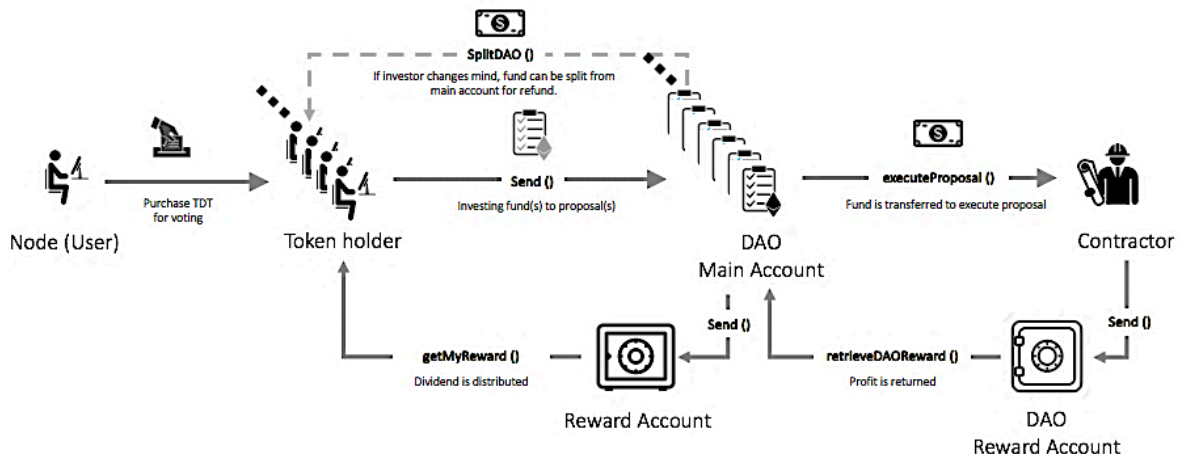 SplitDAO ()
If investor changes mind, fund can be split from
main account for refund.
Purchase TDT
for voting
Send ()
Investing fund(s) to proposal(s)
executeProposal ()
Fund is transferred to execute proposal
Node (User)
Token holder
DAO
Main Account
Contractor
Send ()
Send ()
getMyReward ()
Dividend is distributed
retrieveDAOReward ()
Profit is returned
Reward Account
DAO
Reward Account